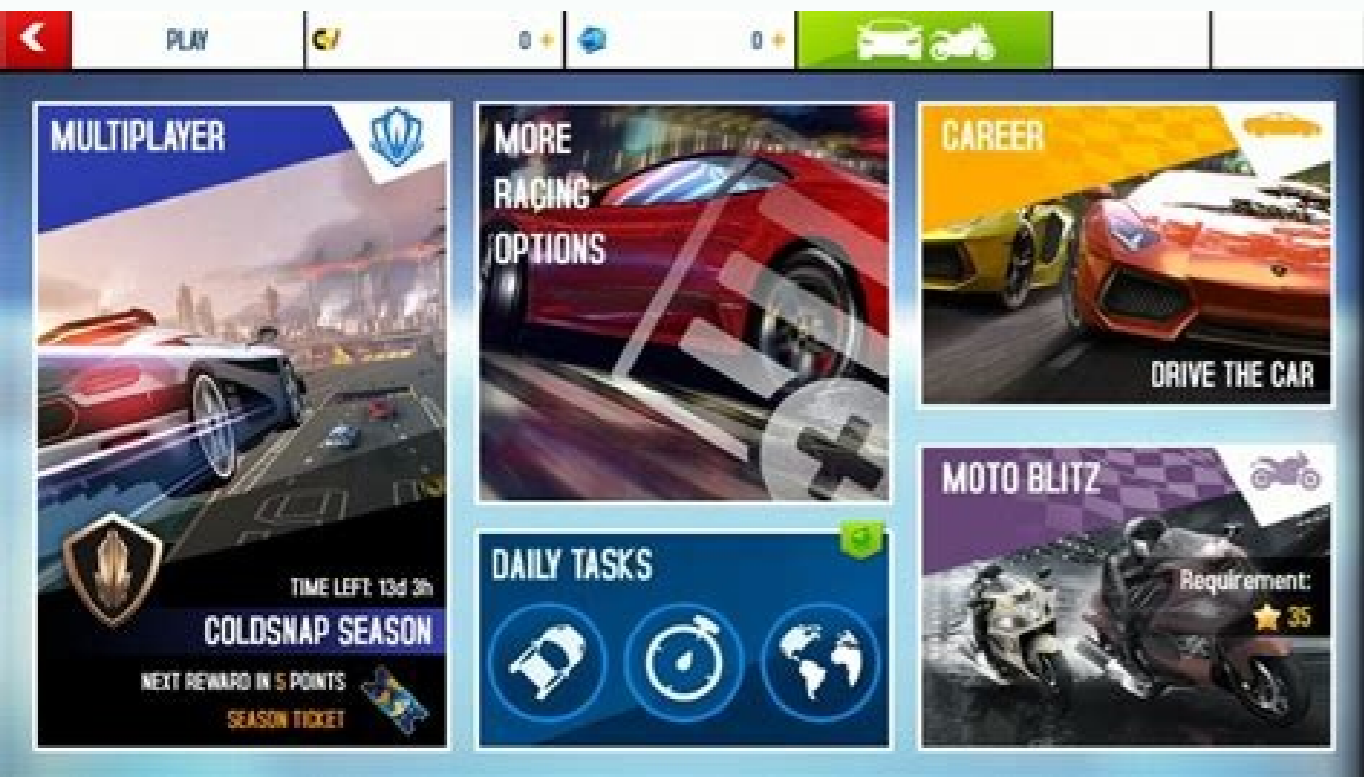 PLAY
0 +
0 +
MULTIPLAYER
TIME LEFT: 13d 3h
COLDSNAP SEASON
NEXT REWARD IN 5 POINTS
SEASON TICKET
MORE
RACING
OPTIONS
DAILY TASKS
CAREER
DRIVE THE CAR
MOTO BLITZ
Requirement:
35